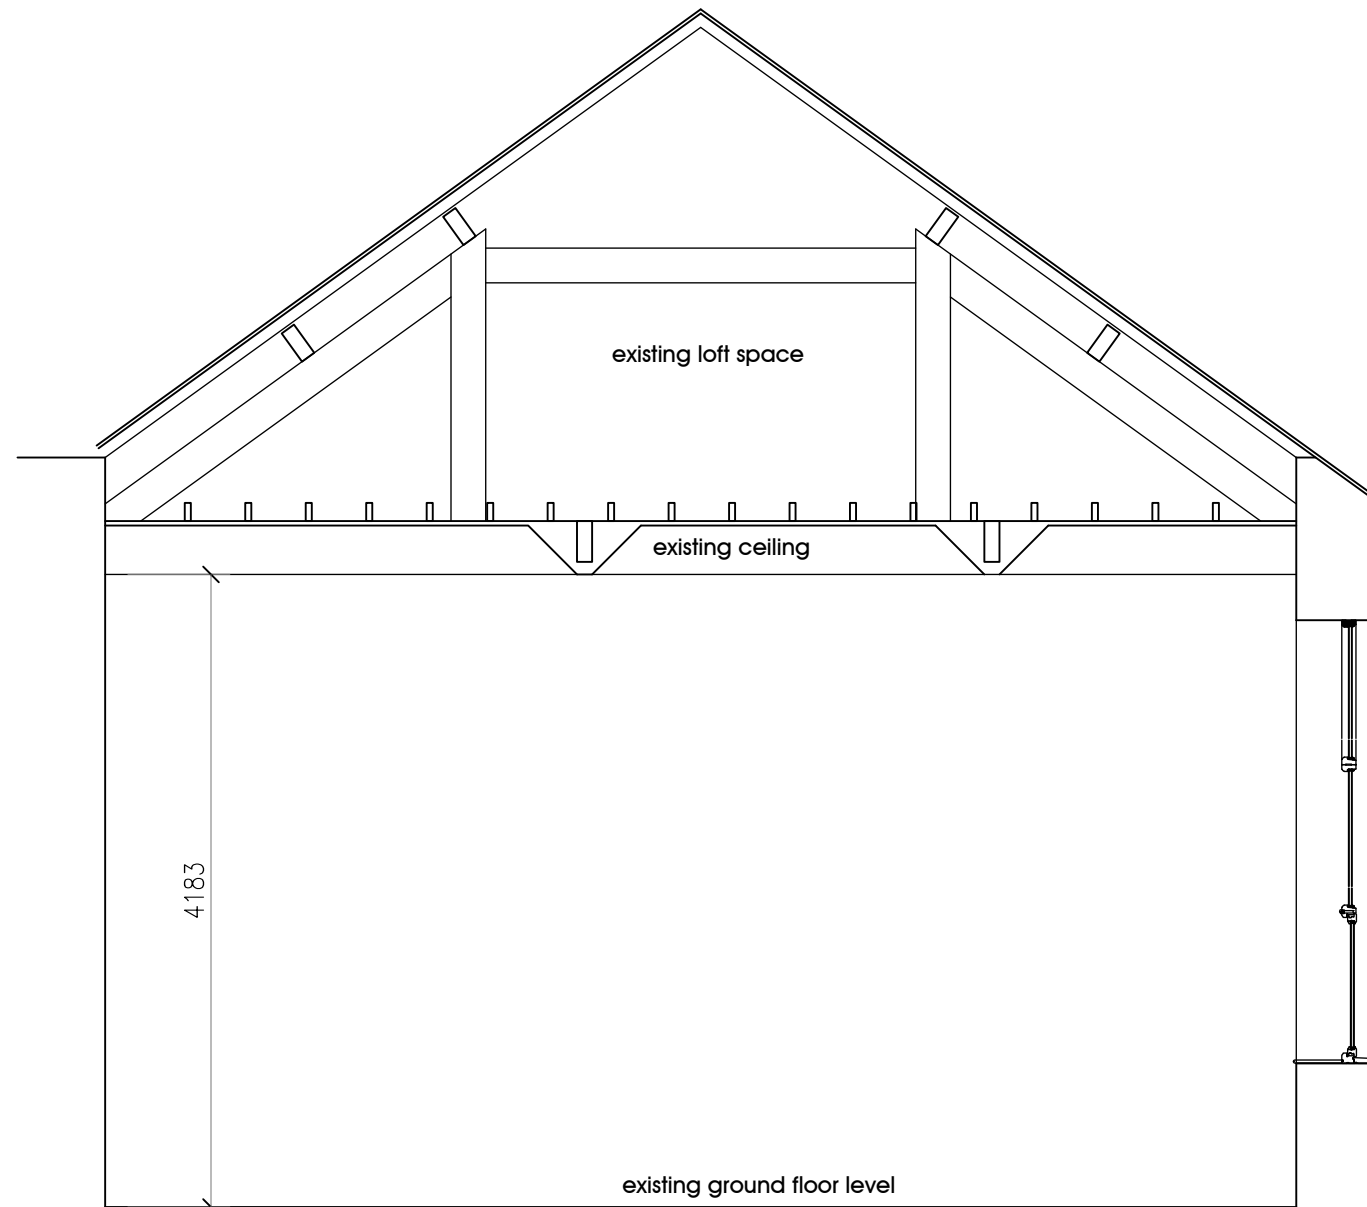 existing loft space
existing ceiling
4183
existing ground floor level